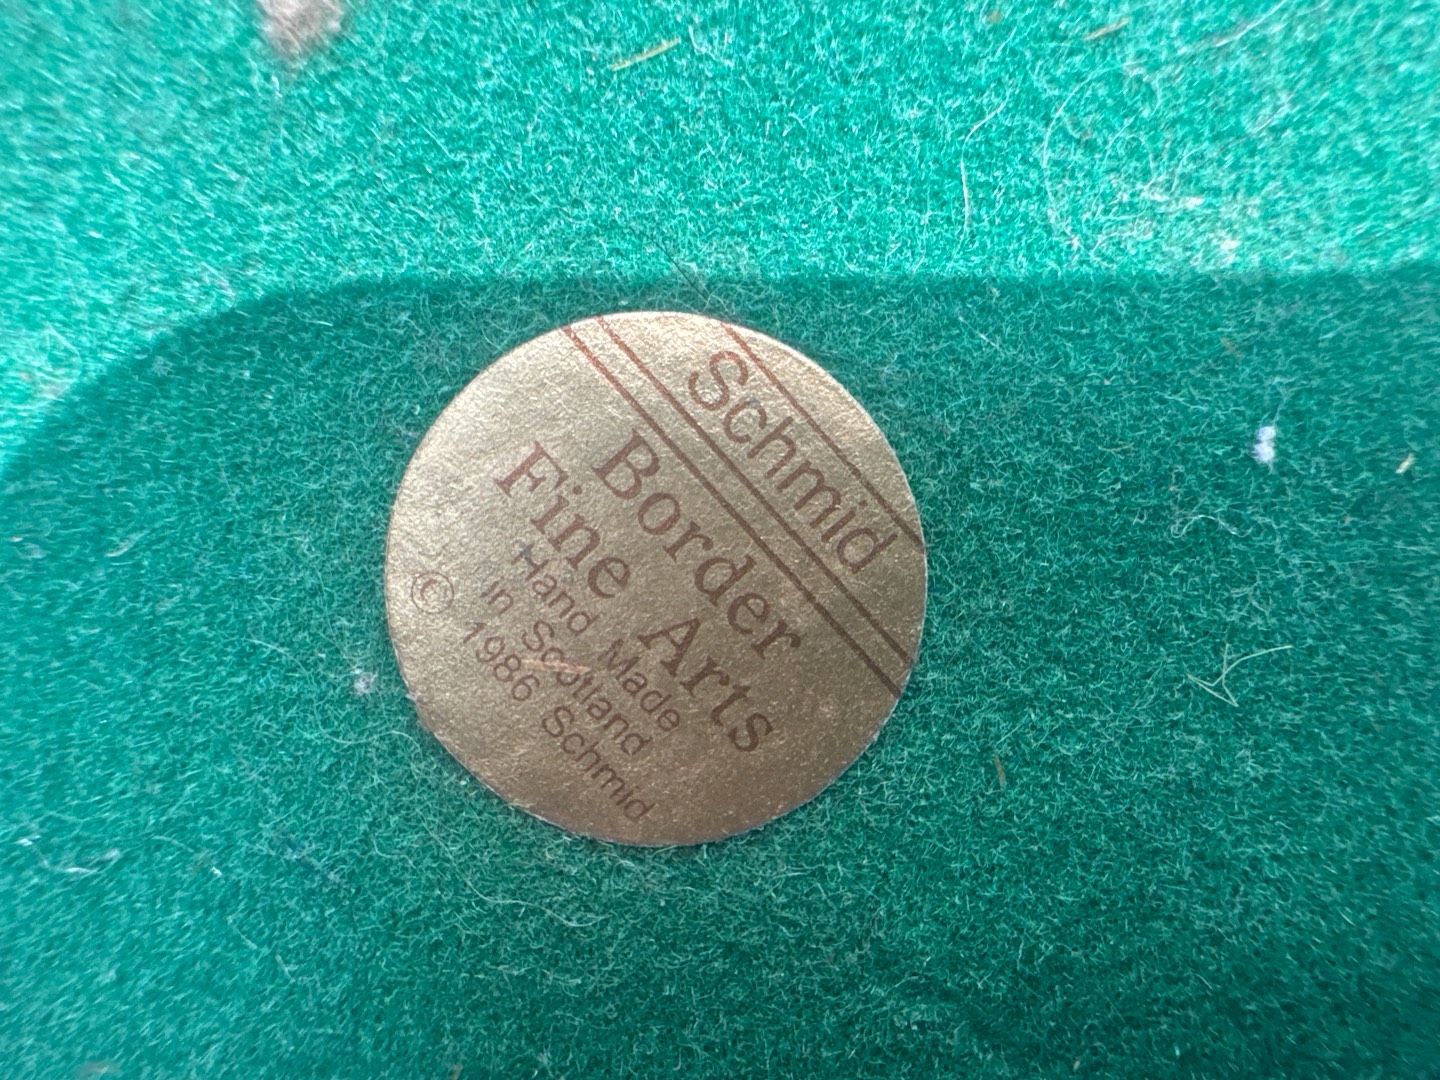 Schmid
Border
Fine Arts
Hand Made
In Scotland
© 1986 Schmid